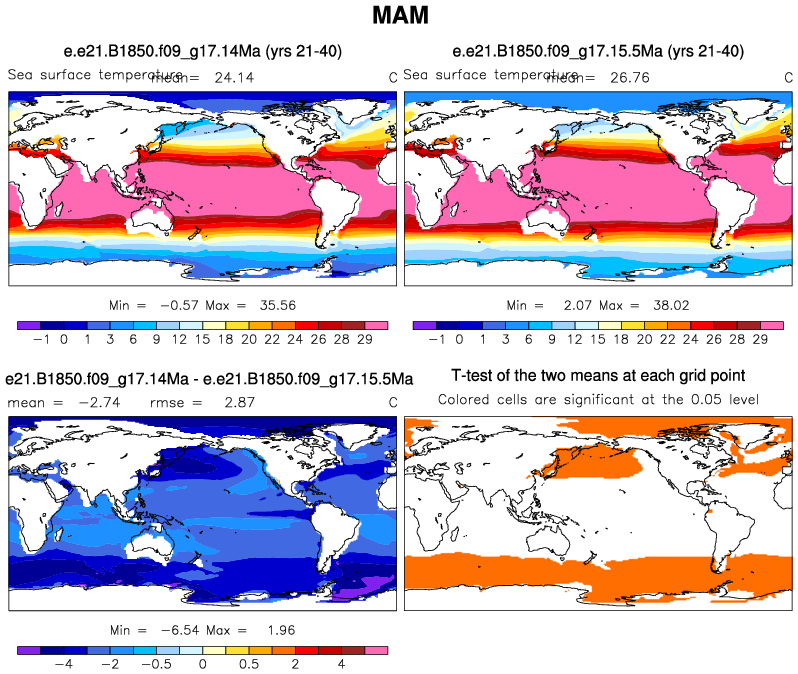 MAM
e.e21.B1850.f09_g17.14Ma (yrs 21-40)
Sea surface temperature mean= 24.14 C
Min = −0.57 Max = 35.56
−1 0 1 3 6 9 12 15 18 20 22 24 26 28 29
e.e21.B1850.f09_g17.15.5Ma (yrs 21-40)
Sea surface temperature mean= 26.76 C
Min = 2.07 Max = 38.02
−1 0 1 3 6 9 12 15 18 20 22 24 26 28 29
e21.B1850.f09_g17.14Ma - e.e21.B1850.f09_g17.15.5Ma
mean = −2.74 rmse = 2.87 C
Min = −6.54 Max = 1.96
−4 −2 −0.5 0 0.5 2 4
T-test of the two means at each grid point
Colored cells are significant at the 0.05 level